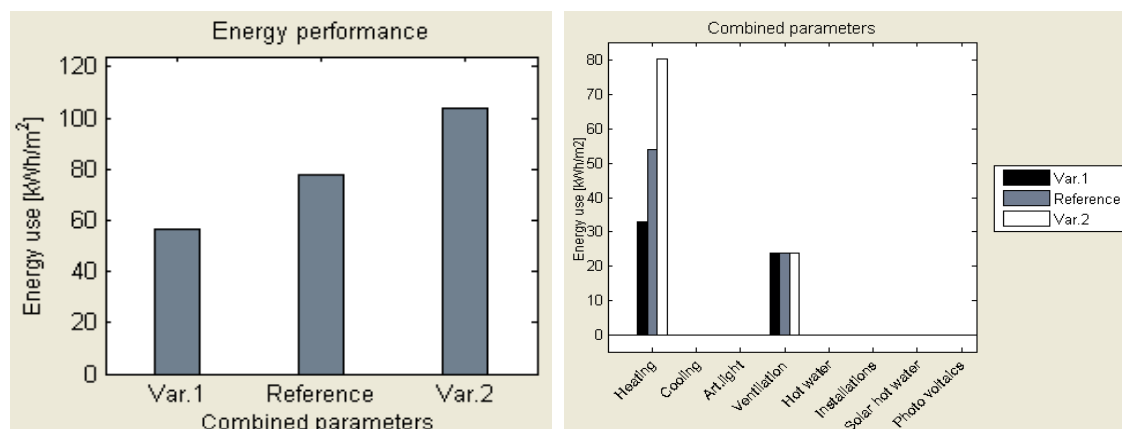 Energy performance
Energy use [kWh/m²]
120
100
80
60
40
20
0
Var.1 Reference Var.2
Combined parameters
Combined parameters
Energy use [kWh/m2]
80
70
60
50
40
30
20
10
0
Heating
Cooling
Art.light
Ventilation
Hot water
Installations
Solar hot water
Photo voltaics
Var.1
Reference
Var.2